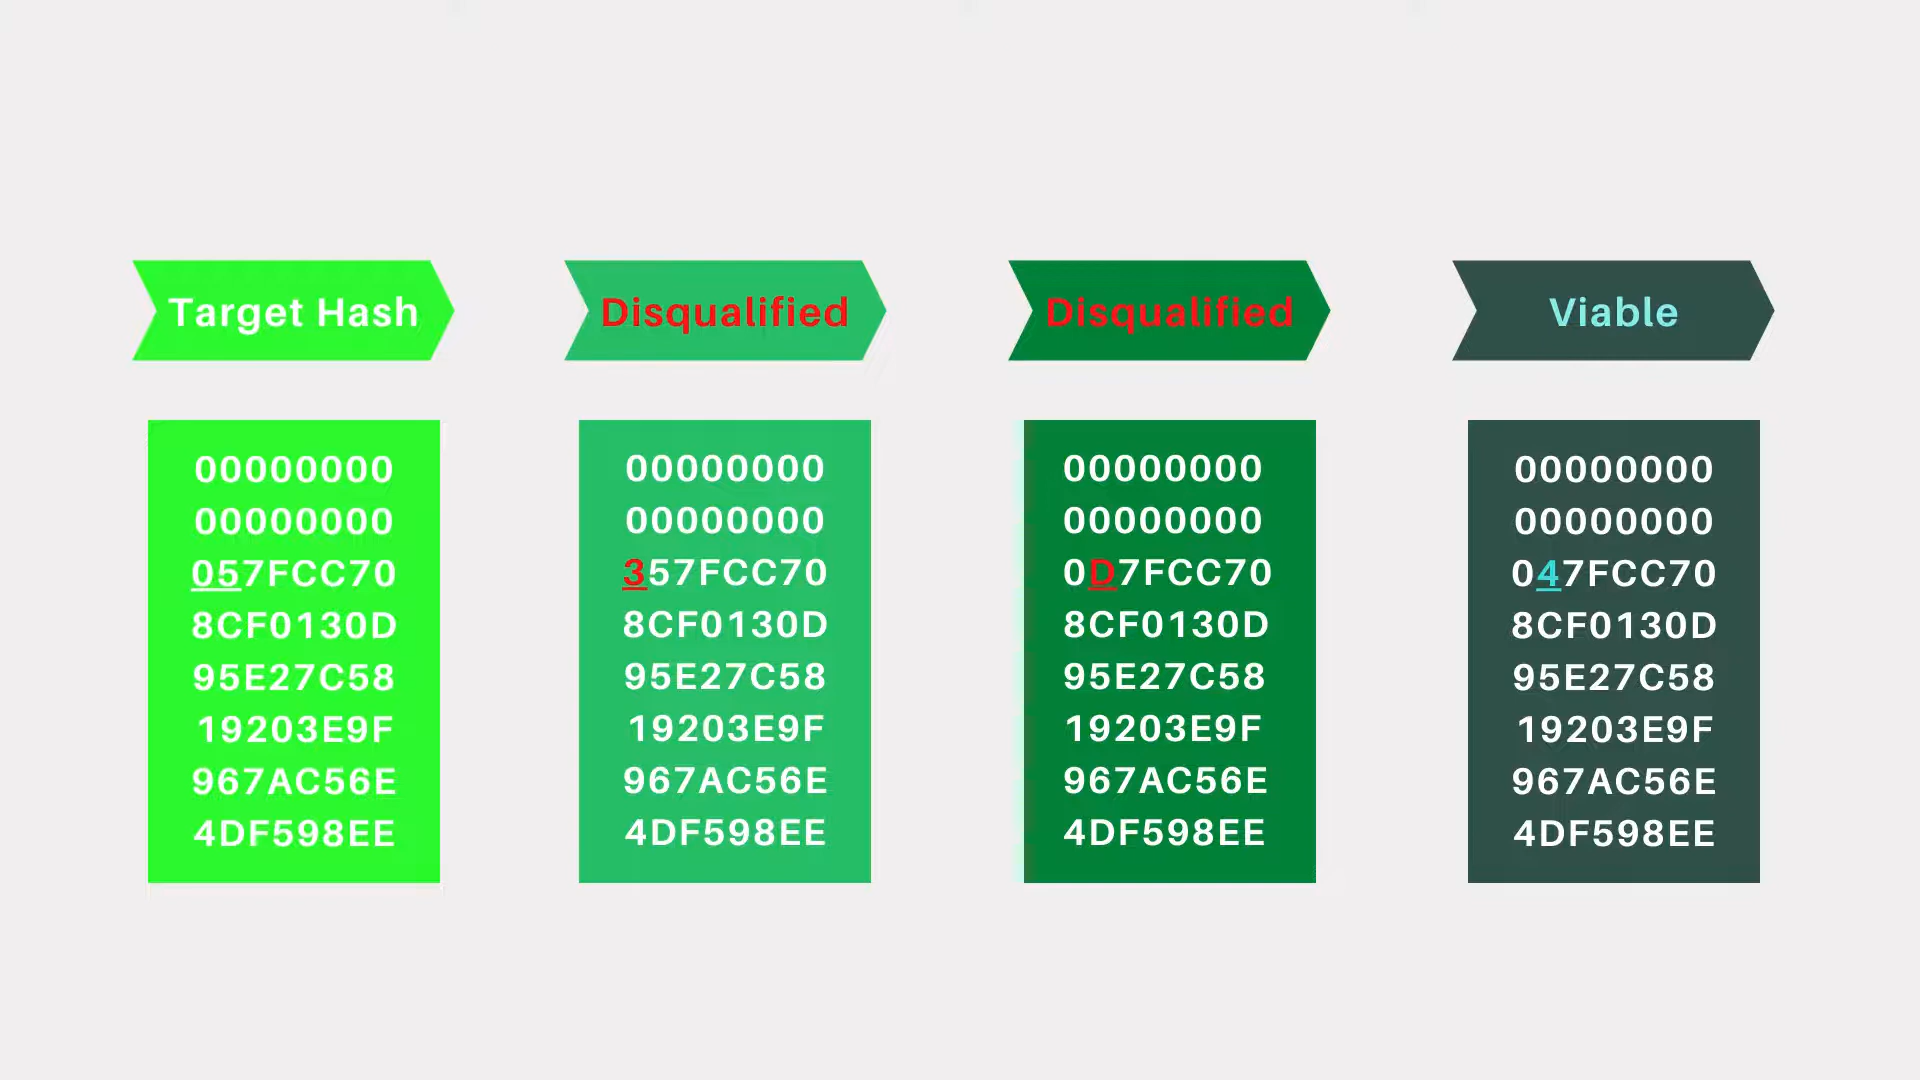 Target Hash
00000000
00000000
057FCC70
8CF0130D
95E27C58
19203E9F
967AC56E
4DF598EE
Disqualified
00000000
00000000
357FCC70
8CF0130D
95E27C58
19203E9F
967AC56E
4DF598EE
Disqualified
00000000
00000000
0D7FCC70
8CF0130D
95E27C58
19203E9F
967AC56E
4DF598EE
Viable
00000000
00000000
047FCC70
8CF0130D
95E27C58
19203E9F
967AC56E
4DF598EE